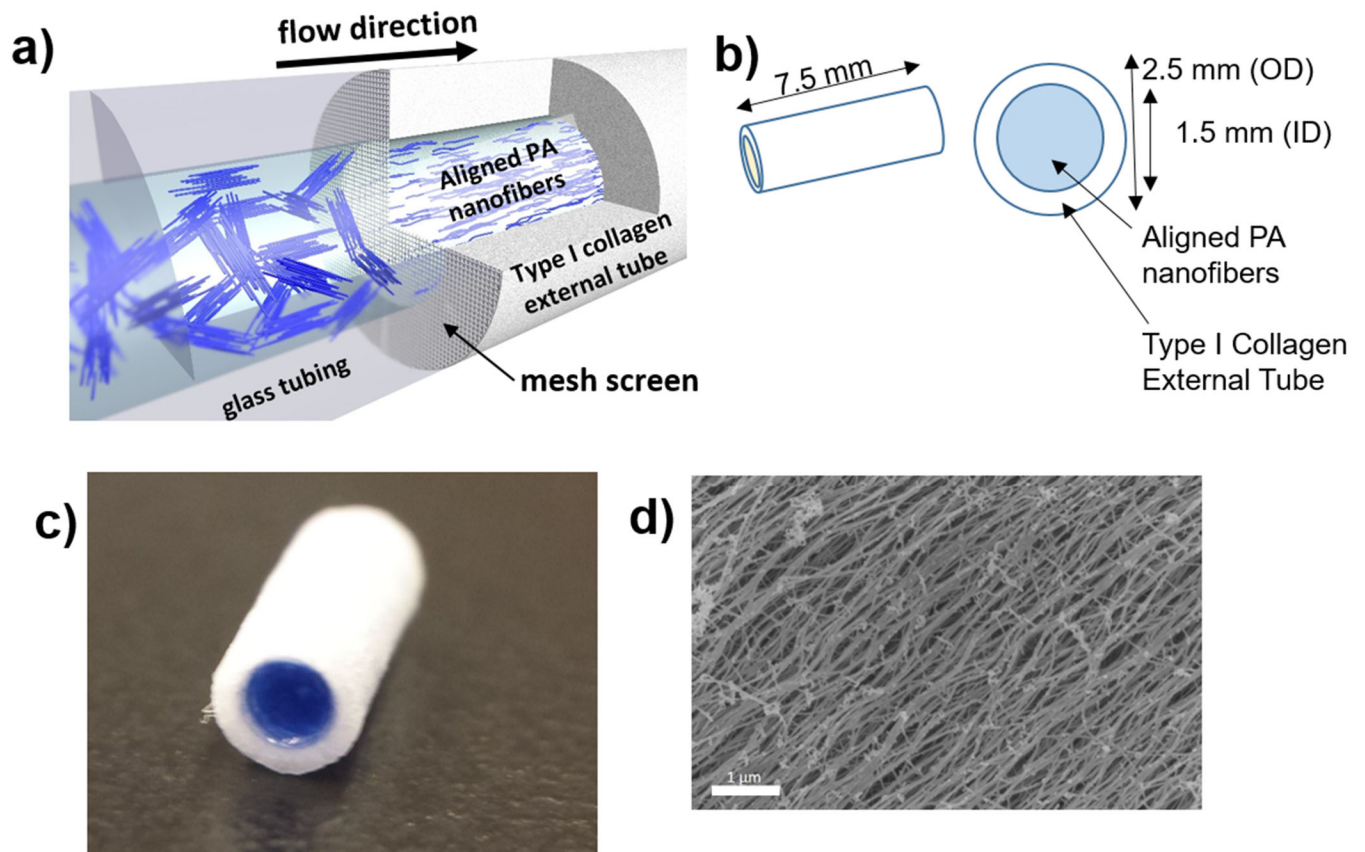 a)
flow direction
Aligned PA
nanofibers
Type I collagen
external tube
glass tubing
mesh screen
b)
7.5 mm
2.5 mm (OD)
1.5 mm (ID)
Aligned PA
nanofibers
Type I Collagen
External Tube
c)
d)
1 μm